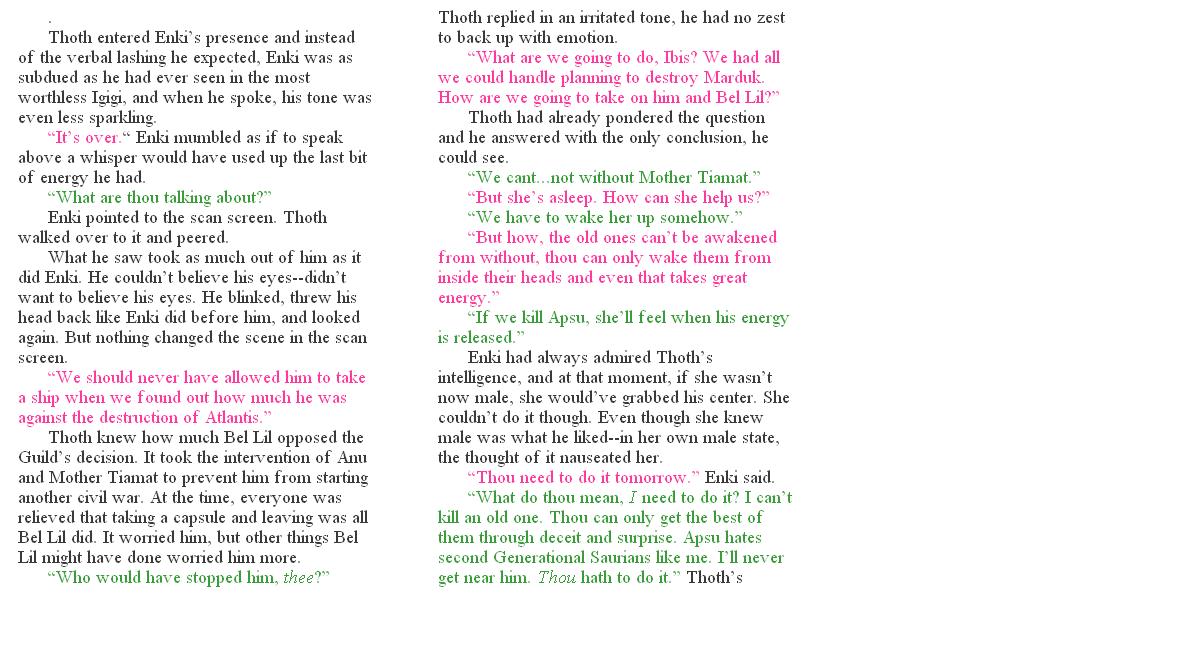 .
Thoth entered Enki's presence and instead
of the verbal lashing he expected, Enki was as
subdued as he had ever seen in the most
worthless Igigi, and when he spoke, his tone was
even less sparkling.
“It's over.“ Enki mumbled as if to speak
above a whisper would have used up the last bit
of energy he had.
“What are thou talking about?”
Enki pointed to the scan screen. Thoth
walked over to it and peered.
What he saw took as much out of him as it
did Enki. He couldn't believe his eyes--didn't
want to believe his eyes. He blinked, threw his
head back like Enki did before him, and looked
again. But nothing changed the scene in the scan
screen.
“We should never have allowed him to take
a ship when we found out how much he was
against the destruction of Atlantis.”
Thoth knew how much Bel Lil opposed the
Guild's decision. It took the intervention of Anu
and Mother Tiamat to prevent him from starting
another civil war. At the time, everyone was
relieved that taking a capsule and leaving was all
Bel Lil did. It worried him, but other things Bel
Lil might have done worried him more.
“Who would have stopped him, thee?”
Thoth replied in an irritated tone, he had no zest
to back up with emotion.
“What are we going to do, Ibis? We had all
we could handle planning to destroy Marduk.
How are we going to take on him and Bel Lil?”
Thoth had already pondered the question
and he answered with the only conclusion, he
could see.
“We cant...not without Mother Tiamat.”
“But she's asleep. How can she help us?”
“We have to wake her up somehow.”
“But how, the old ones can't be awakened
from without, thou can only wake them from
inside their heads and even that takes great
energy.”
“If we kill Apsu, she'll feel when his energy
is released.”
Enki had always admired Thoth's
intelligence, and at that moment, if she wasn't
now male, she would've grabbed his center. She
couldn't do it though. Even though she knew
male was what he liked--in her own male state,
the thought of it nauseated her.
“Thou need to do it tomorrow.” Enki said.
“What do thou mean, I need to do it? I can't
kill an old one. Thou can only get the best of
them through deceit and surprise. Apsu hates
second Generational Saurians like me. I'll never
get near him. Thou hath to do it.” Thoth's